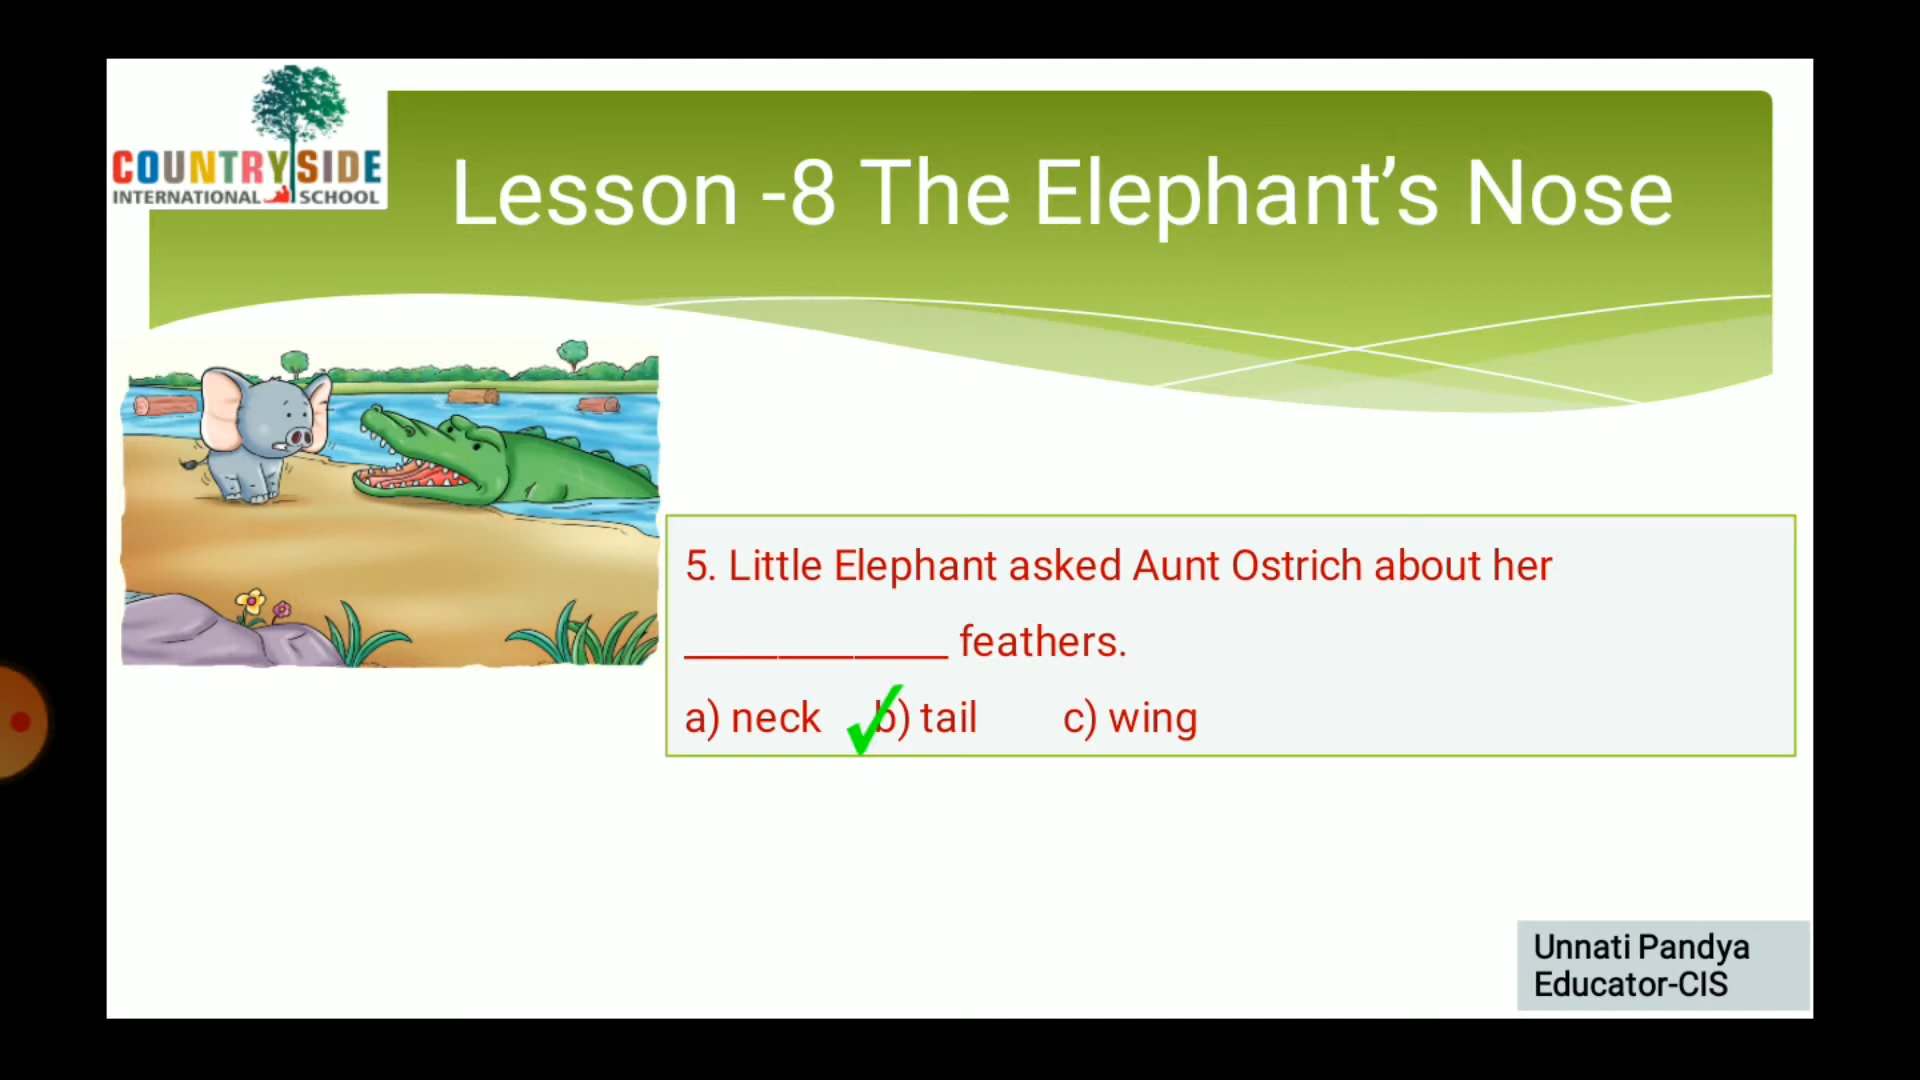 COUNTRYSIDE
INTERNATIONAL SCHOOL
Lesson -8 The Elephant’s Nose
5. Little Elephant asked Aunt Ostrich about her
______________ feathers.
a) neck b) tail c) wing
Unnati Pandya
Educator-CIS